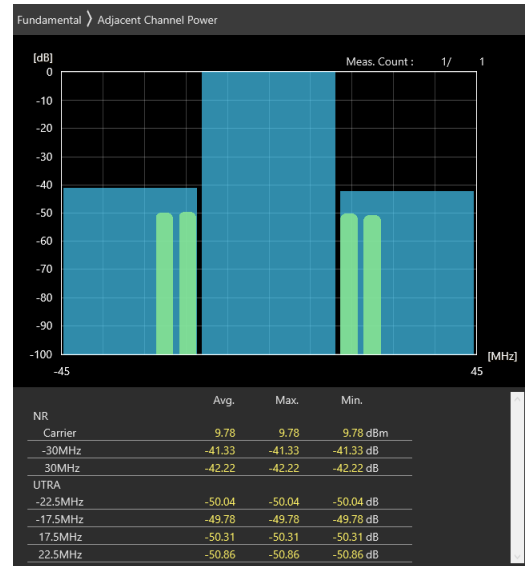 Fundamental 〉 Adjacent Channel Power
[dB]
Meas. Count : 1/ 1
0
-10
-20
-30
-40
-50
-60
-70
-80
-90
-100
[MHz]
-45 45
Avg. Max. Min.
NR
Carrier 9.78 9.78 9.78 dBm
-30MHz -41.33 -41.33 -41.33 dB
30MHz -42.22 -42.22 -42.22 dB
UTRA
-22.5MHz -50.04 -50.04 -50.04 dB
-17.5MHz -49.78 -49.78 -49.78 dB
17.5MHz -50.31 -50.31 -50.31 dB
22.5MHz -50.86 -50.86 -50.86 dB